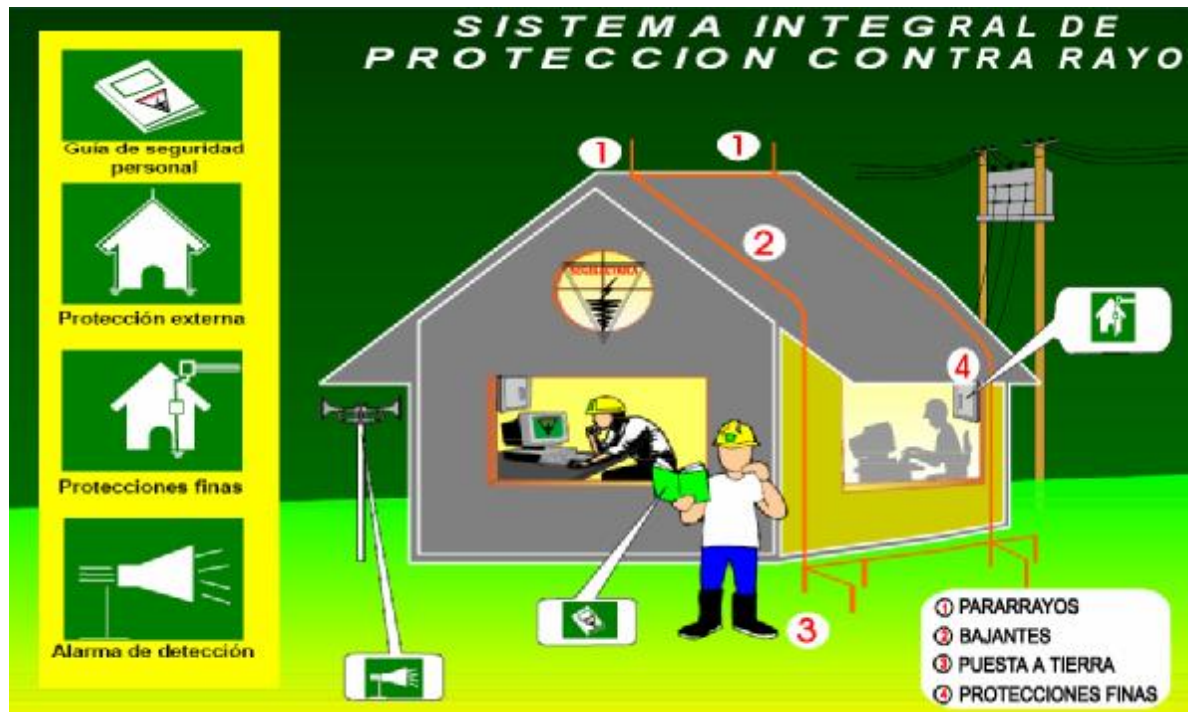 SISTEMA INTEGRAL DE
PROTECCION CONTRA RAYO
Guía de seguridad
personal
Protección externa
Protecciones finas
Alarma de detección
1
1
2
SEGELECTRICA
4
3
1 PARARRAYOS
2 BAJANTES
3 PUESTA A TIERRA
4 PROTECCIONES FINAS